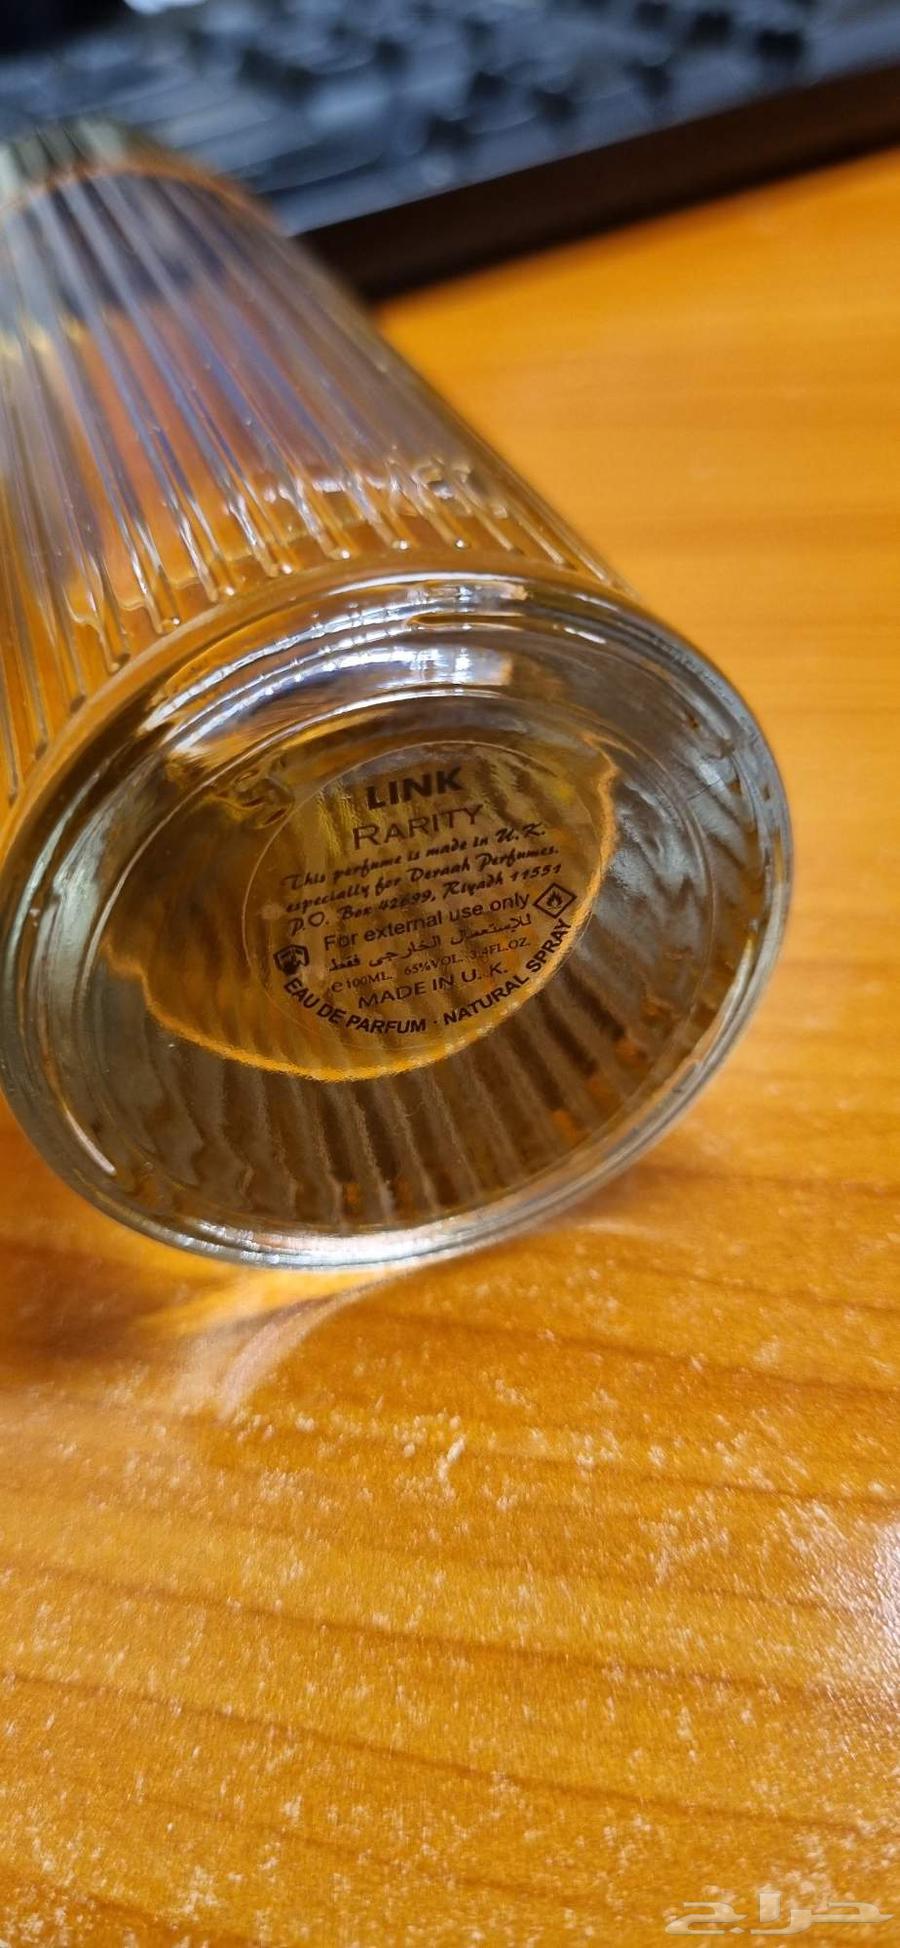 LINK
RARITY
This perfume is made in U.K.
especially for Deraah Perfumes.
P.O. Box 42699, Riyadh 11551
For external use only
للإستعمال الخارجي فقط
e100ML. 65%VOL. 3.4FL.OZ.
MADE IN U.K.
EAU DE PARFUM · NATURAL SPRAY
حراج